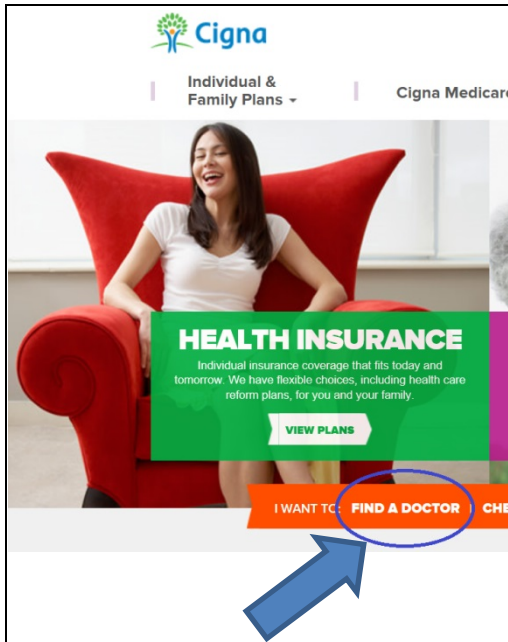 Cigna
Individual &
Family Plans
Cigna Medicare
HEALTH INSURANCE
Individual insurance coverage that fits today and
tomorrow. We have flexible choices, including health care
reform plans, for you and your family.
VIEW PLANS
I WANT TO: FIND A DOCTOR | CHE